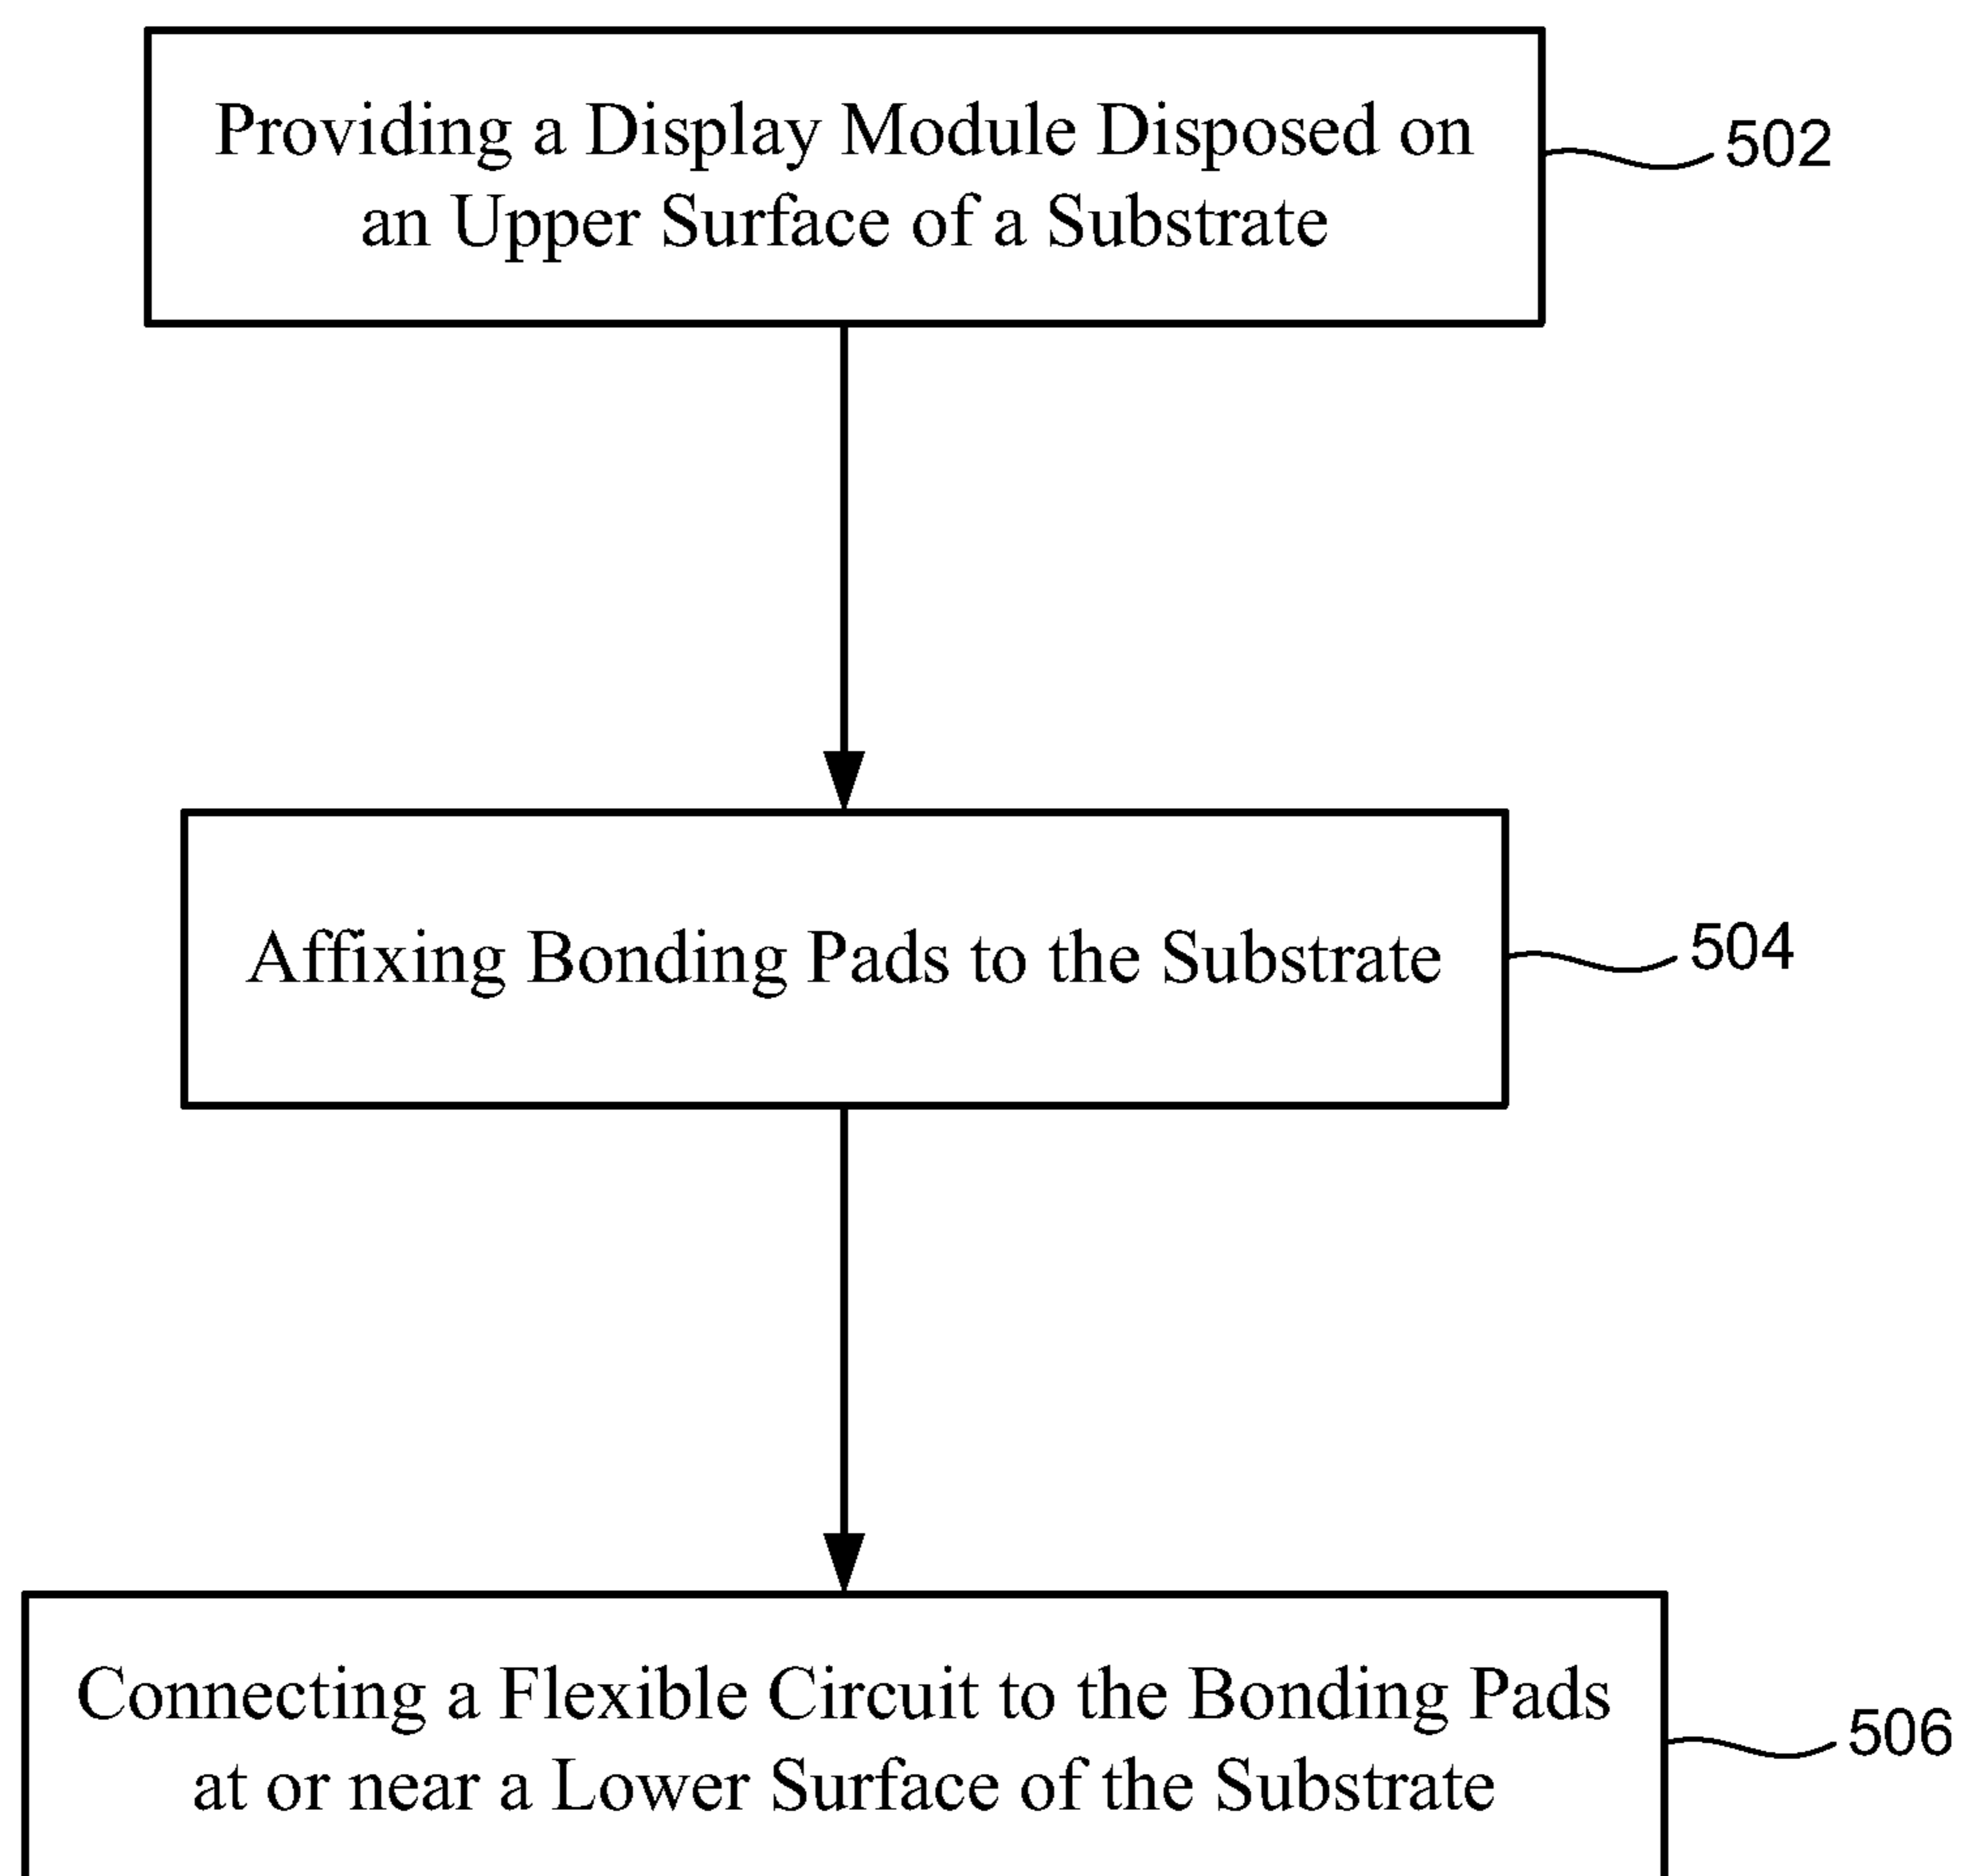 Providing a Display Module Disposed on
an Upper Surface of a Substrate
502
Affixing Bonding Pads to the Substrate
504
Connecting a Flexible Circuit to the Bonding Pads
at or near a Lower Surface of the Substrate
506